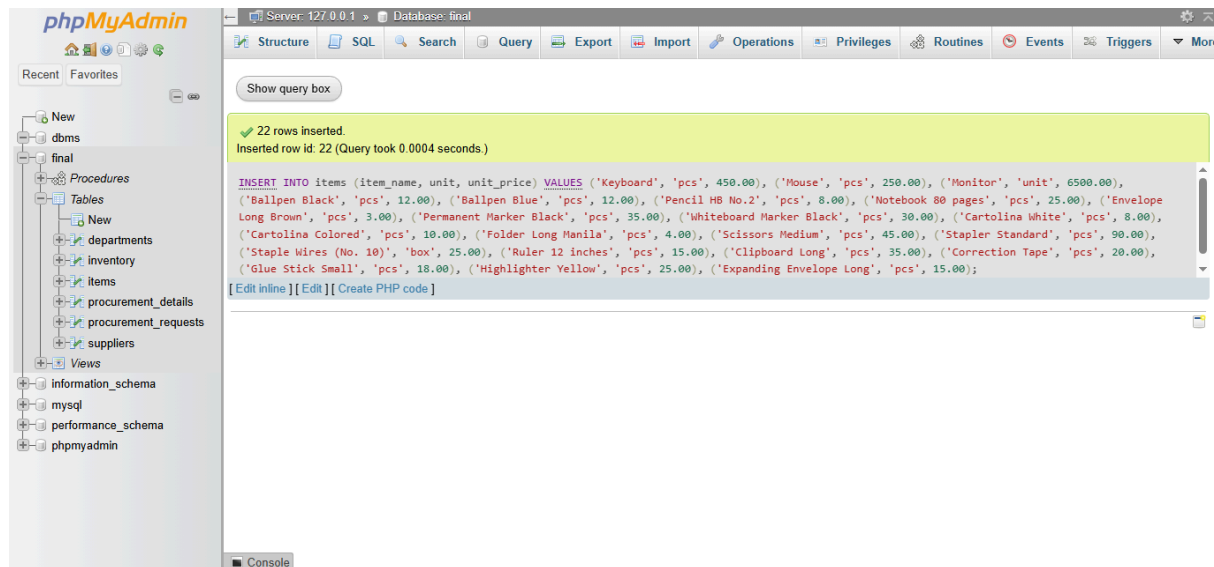 phpMyAdmin
Recent Favorites
New
dbms
final
Procedures
Tables
New
departments
inventory
items
procurement_details
procurement_requests
suppliers
Views
information_schema
mysql
performance_schema
phpmyadmin
Server: 127.0.0.1 » Database: final
Structure SQL Search Query Export Import Operations Privileges Routines Events Triggers Mor
Show query box
22 rows inserted.
Inserted row id: 22 (Query took 0.0004 seconds.)
INSERT INTO items (item_name, unit, unit_price) VALUES ('Keyboard', 'pcs', 450.00), ('Mouse', 'pcs', 250.00), ('Monitor', 'unit', 6500.00),
('Ballpen Black', 'pcs', 12.00), ('Ballpen Blue', 'pcs', 12.00), ('Pencil HB No.2', 'pcs', 8.00), ('Notebook 80 pages', 'pcs', 25.00), ('Envelope
Long Brown', 'pcs', 3.00), ('Permanent Marker Black', 'pcs', 35.00), ('Whiteboard Marker Black', 'pcs', 30.00), ('Cartolina White', 'pcs', 8.00),
('Cartolina Colored', 'pcs', 10.00), ('Folder Long Manila', 'pcs', 4.00), ('Scissors Medium', 'pcs', 45.00), ('Stapler Standard', 'pcs', 90.00),
('Staple Wires (No. 10)', 'box', 25.00), ('Ruler 12 inches', 'pcs', 15.00), ('Clipboard Long', 'pcs', 35.00), ('Correction Tape', 'pcs', 20.00),
('Glue Stick Small', 'pcs', 18.00), ('Highlighter Yellow', 'pcs', 25.00), ('Expanding Envelope Long', 'pcs', 15.00);
[ Edit inline ] [ Edit ] [ Create PHP code ]
Console